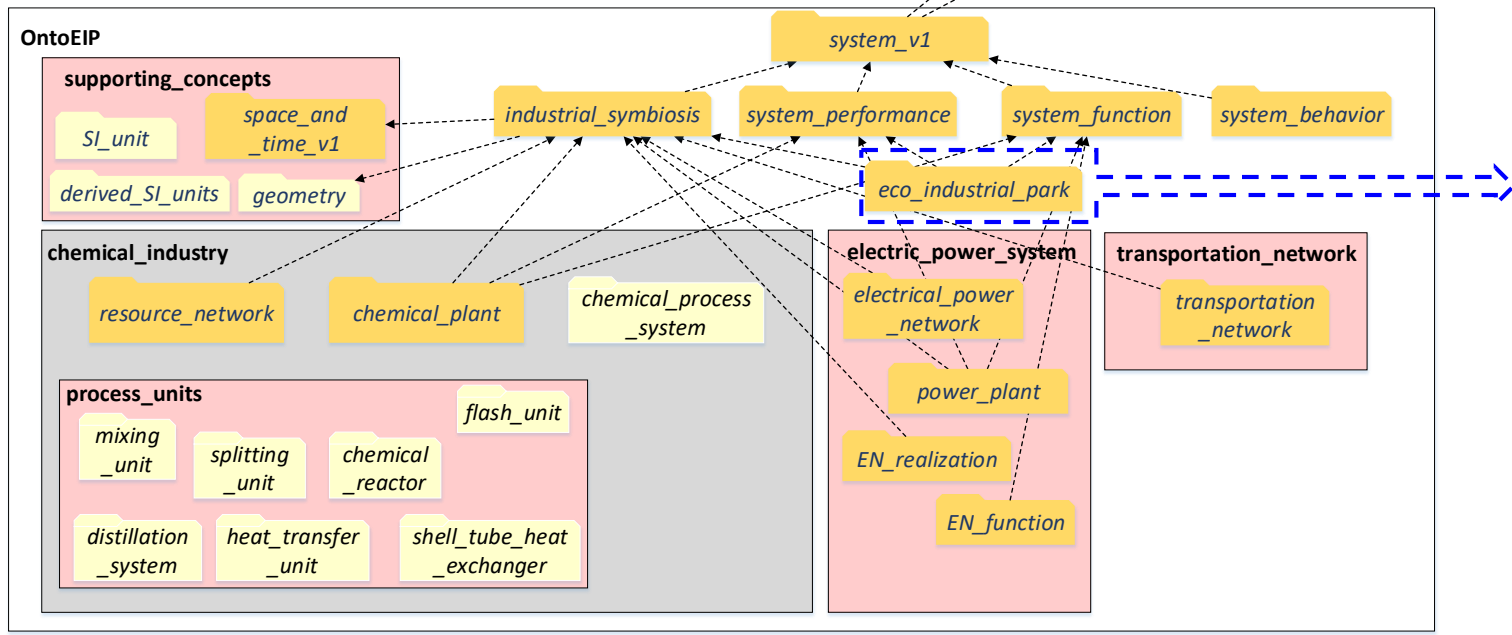 OntoEIP
system_v1
supporting_concepts
SI_unit
space_and
_time_v1
derived_SI_units
geometry
industrial_symbiosis
system_performance
system_function
system_behavior
eco_industrial_park
chemical_industry
resource_network
chemical_plant
chemical_process
_system
process_units
mixing
_unit
splitting
_unit
chemical
_reactor
flash_unit
distillation
_system
heat_transfer
_unit
shell_tube_heat
_exchanger
electric_power_system
electrical_power
_network
power_plant
EN_realization
EN_function
transportation_network
transportation
_network